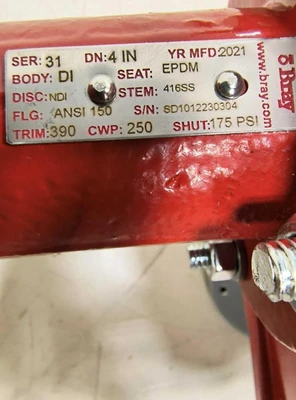 SER: 31 DN: 4 IN YR MFD: 2021
BODY: DI SEAT: EPDM
DISC: NDI STEM: 416SS
FLG: ANSI 150 S/N: SD1012230304
TRIM: 390 CWP: 250 SHUT: 175 PSI
Bray
www.bray.com